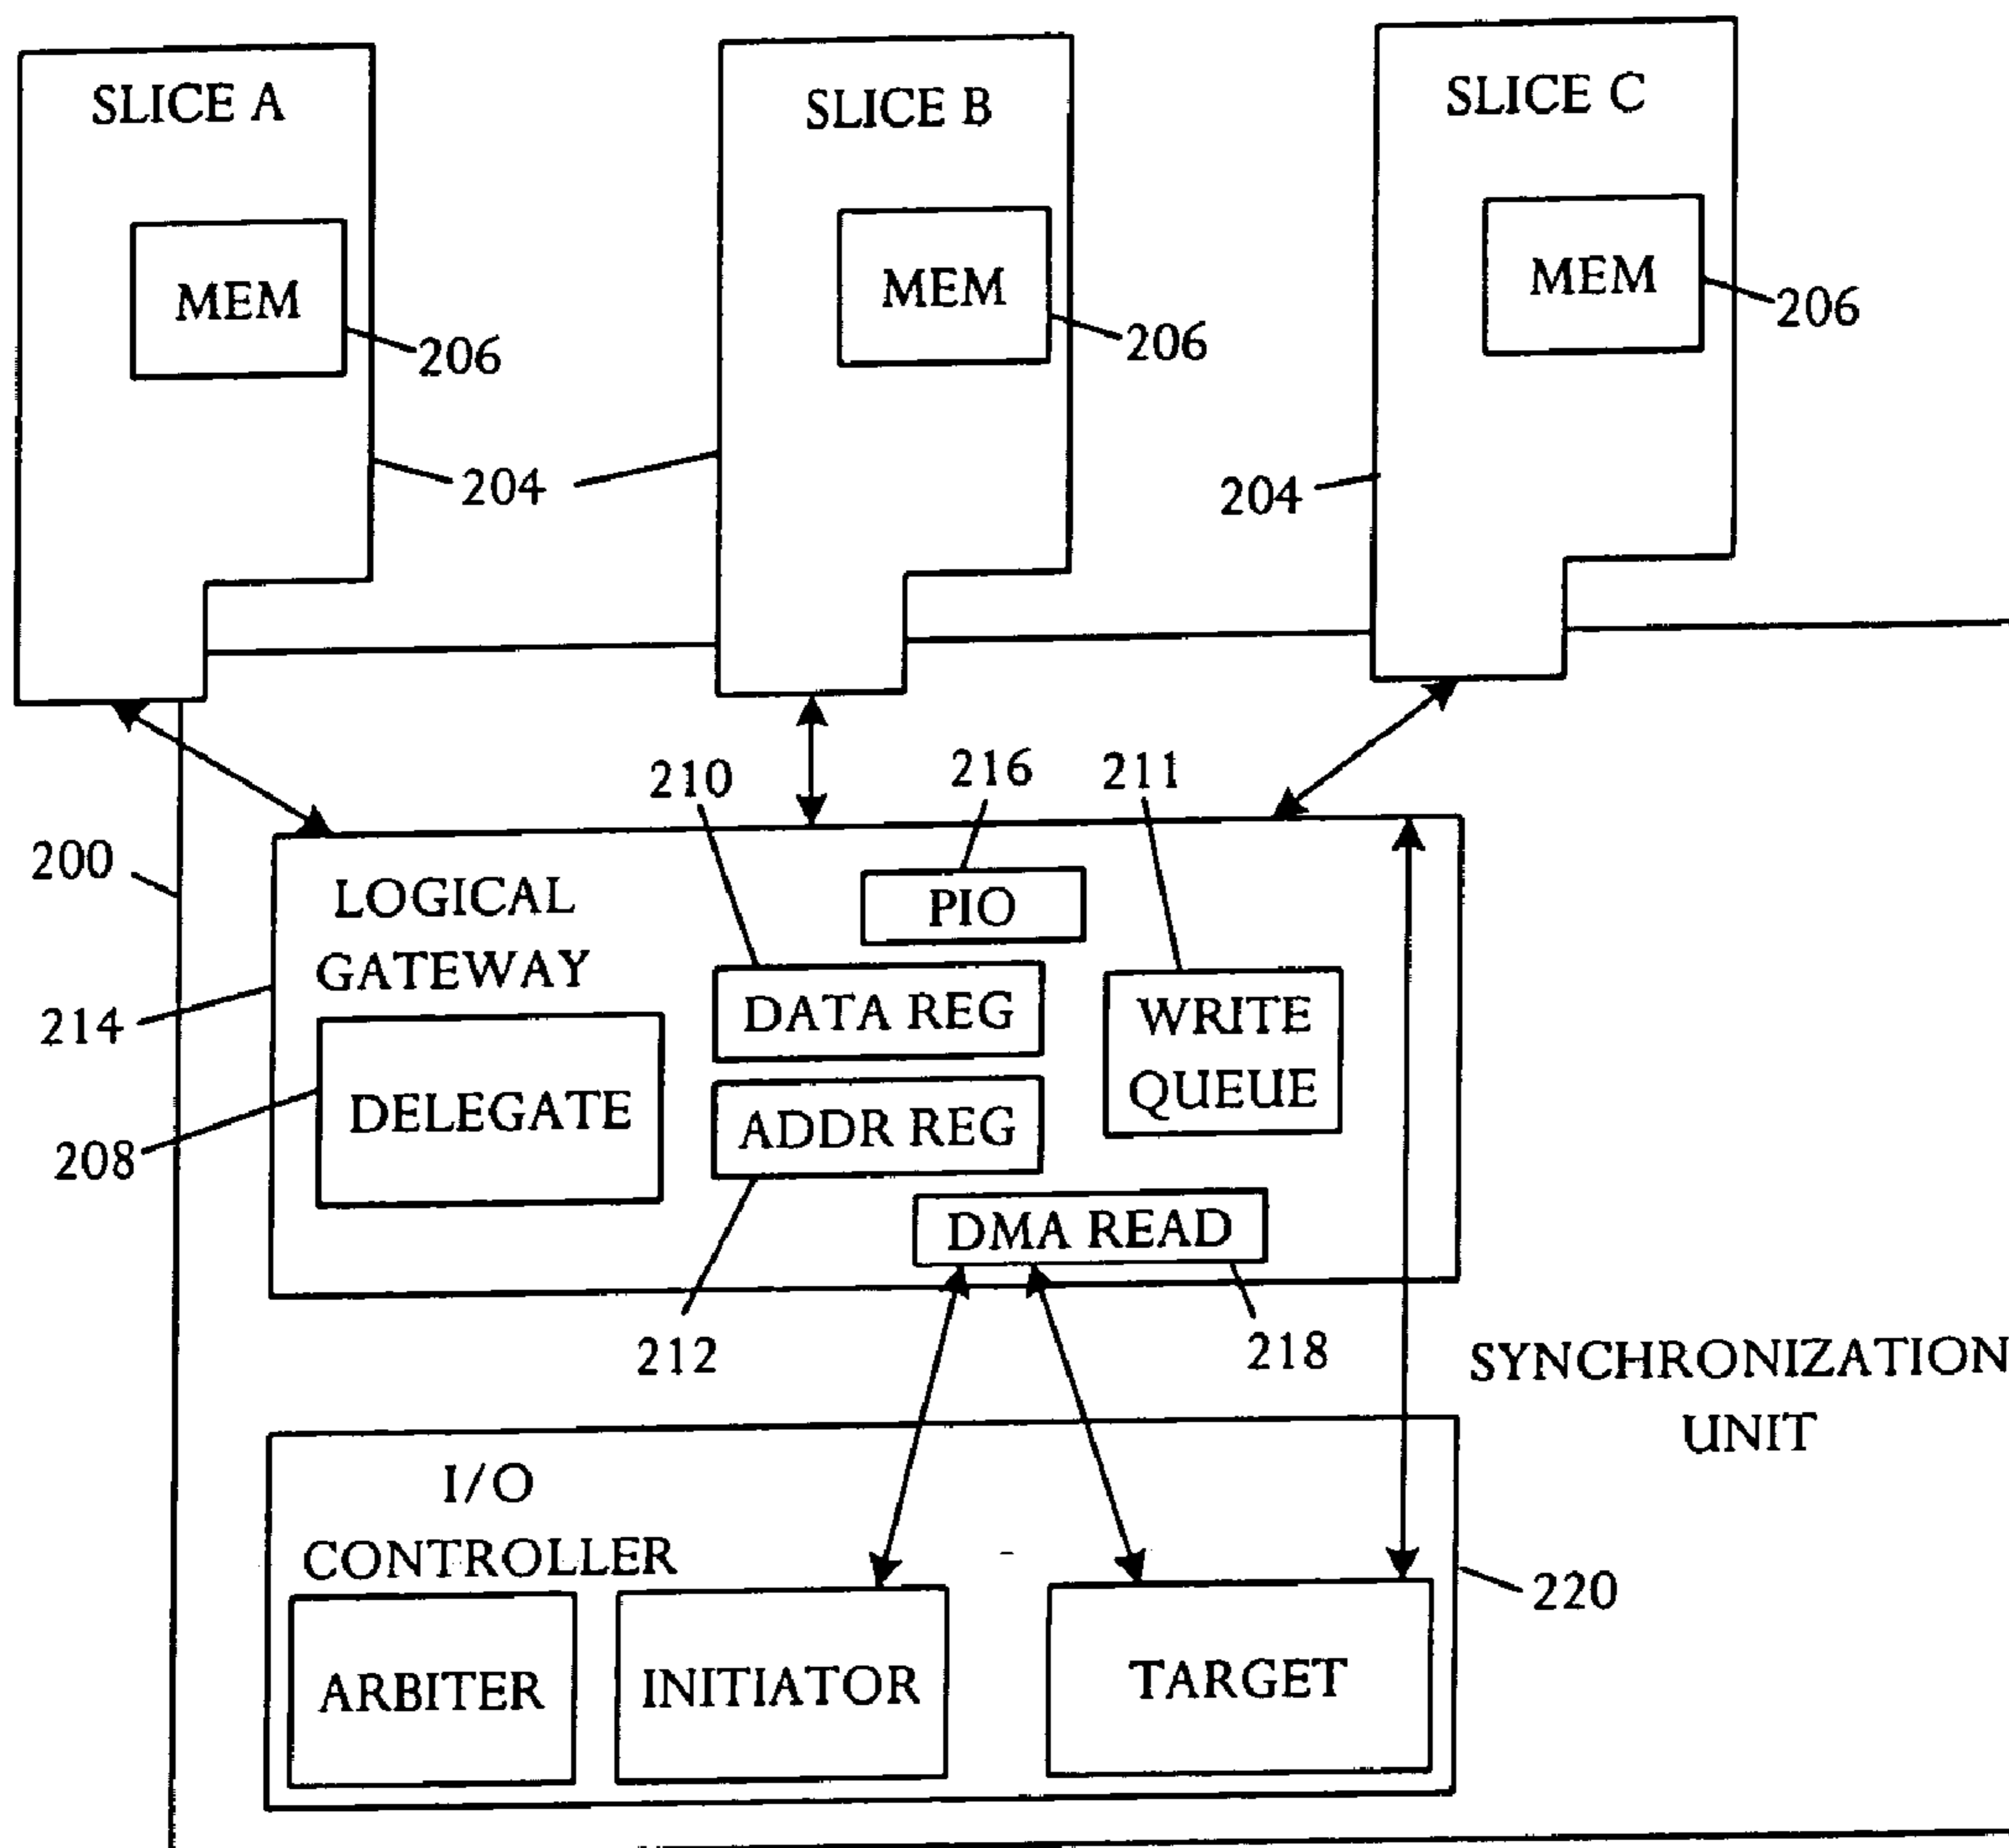 SLICE A
SLICE B
SLICE C
MEM
MEM
MEM
206
206
206
204
204
210
216
211
200
LOGICAL
GATEWAY
PIO
214
DATA REG
WRITE
QUEUE
DELEGATE
ADDR REG
208
DMA READ
212
218
SYNCHRONIZATION
UNIT
I/O
CONTROLLER
220
ARBITER
INITIATOR
TARGET